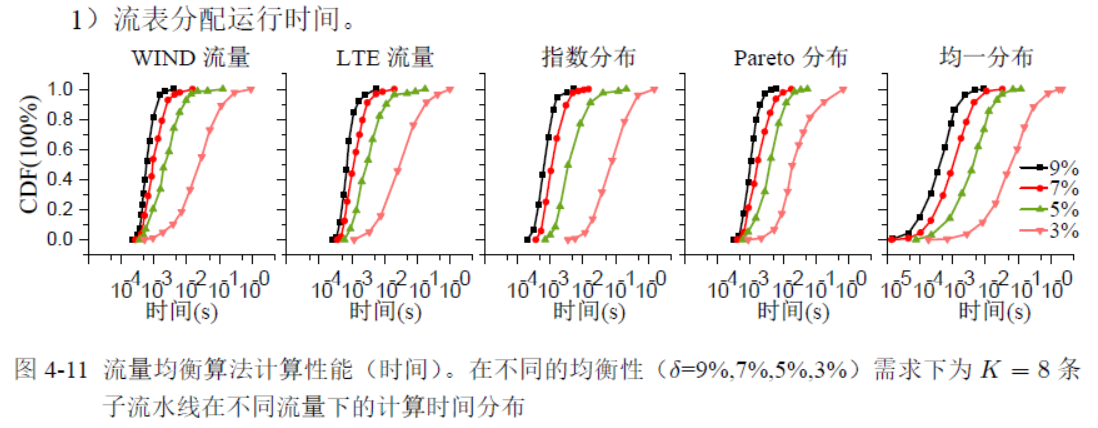 1）流表分配运行时间。
WIND 流量 LTE 流量 指数分布 Pareto 分布 均一分布
CDF(100%)
1.0
0.8
0.6
0.4
0.2
0.0
9%
7%
5%
3%
10^-4 10^-3 10^-2 10^-1 10^0 10^-4 10^-3 10^-2 10^-1 10^0 10^-4 10^-3 10^-2 10^-1 10^0 10^-4 10^-3 10^-2 10^-1 10^0 10^-5 10^-4 10^-3 10^-2 10^-1 10^0
时间(s) 时间(s) 时间(s) 时间(s) 时间(s)
图 4-11 流量均衡算法计算性能（时间）。在不同的均衡性（δ=9%,7%,5%,3%）需求下为 K = 8 条
子流水线在不同流量下的计算时间分布